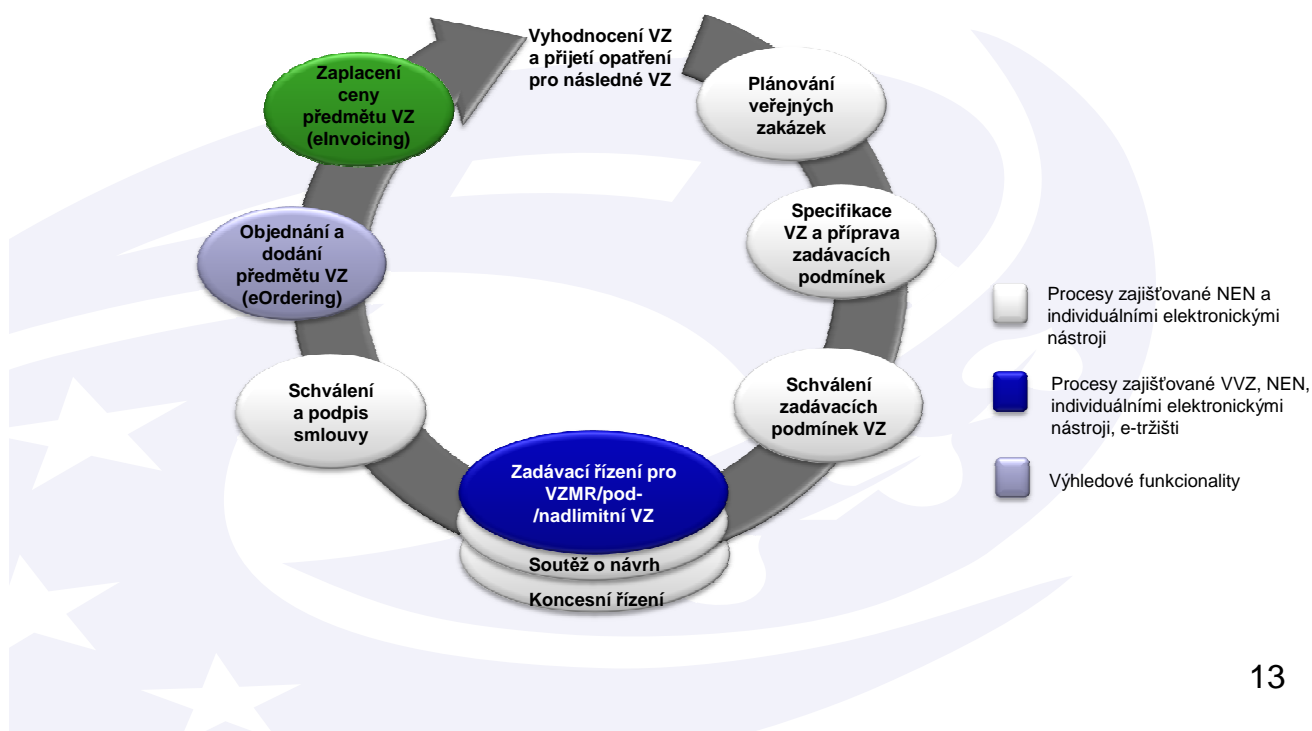 Vyhodnocení VZ
a přijetí opatření
pro následné VZ
Plánování
veřejných
zakázek
Specifikace
VZ a příprava
zadávacích
podmínek
Schválení
zadávacích
podmínek VZ
Zadávací řízení pro
VZMR/pod-
/nadlimitní VZ
Soutěž o návrh
Koncesní řízení
Schválení
a podpis
smlouvy
Objednání a
dodání
předmětu VZ
(eOrdering)
Zaplacení
ceny
předmětu VZ
(eInvoicing)
Procesy zajišťované NEN a
individuálními elektronickými
nástroji
Procesy zajišťované VVZ, NEN,
individuálními elektronickými
nástroji, e-tržišti
Výhledové funkcionality
13